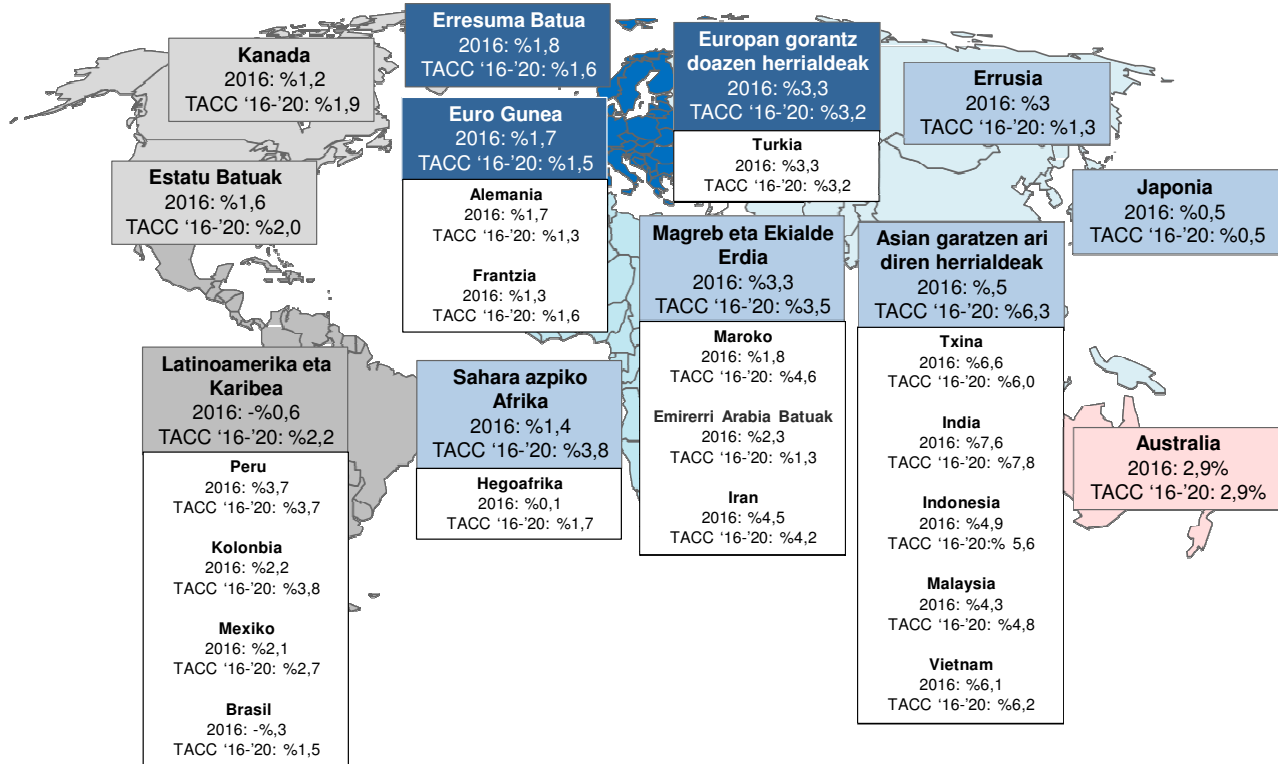 Kanada
2016: %1,2
TACC ‘16-’20: %1,9
Estatu Batuak
2016: %1,6
TACC ‘16-’20: %2,0
Latinoamerika eta
Karibea
2016: -%0,6
TACC ‘16-’20: %2,2
Peru
2016: %3,7
TACC ‘16-’20: %3,7
Kolonbia
2016: %2,2
TACC ‘16-’20: %3,8
Mexiko
2016: %2,1
TACC ‘16-’20: %2,7
Brasil
2016: -%,3
TACC ‘16-’20: %1,5
Erresuma Batua
2016: %1,8
TACC ‘16-’20: %1,6
Euro Gunea
2016: %1,7
TACC ‘16-’20: %1,5
Alemania
2016: %1,7
TACC ‘16-’20: %1,3
Frantzia
2016: %1,3
TACC ‘16-’20: %1,6
Sahara azpiko
Afrika
2016: %1,4
TACC ‘16-’20: %3,8
Hegoafrika
2016: %0,1
TACC ‘16-’20: %1,7
Europan gorantz
doazen herrialdeak
2016: %3,3
TACC ‘16-’20: %3,2
Turkia
2016: %3,3
TACC ‘16-’20: %3,2
Magreb eta Ekialde
Erdia
2016: %3,3
TACC ‘16-’20: %3,5
Maroko
2016: %1,8
TACC ‘16-’20: %4,6
Emirerri Arabia Batuak
2016: %2,3
TACC ‘16-’20: %1,3
Iran
2016: %4,5
TACC ‘16-’20: %4,2
Errusia
2016: %3
TACC ‘16-’20: %1,3
Asian garatzen ari
diren herrialdeak
2016: %,5
TACC ‘16-’20: %6,3
Txina
2016: %6,6
TACC ‘16-’20: %6,0
India
2016: %7,6
TACC ‘16-’20: %7,8
Indonesia
2016: %4,9
TACC ‘16-’20:% 5,6
Malaysia
2016: %4,3
TACC ‘16-’20: %4,8
Vietnam
2016: %6,1
TACC ‘16-’20: %6,2
Japonia
2016: %0,5
TACC ‘16-’20: %0,5
Australia
2016: 2,9%
TACC ‘16-’20: 2,9%